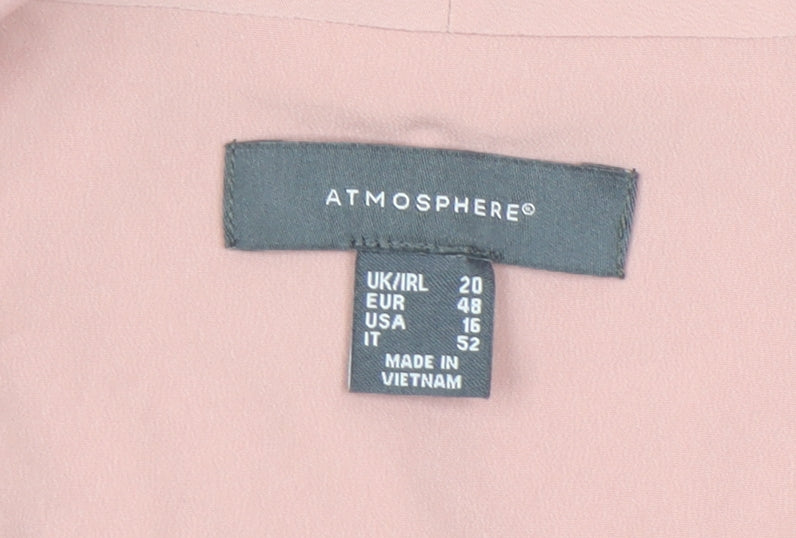 ATMOSPHERE®
UK/IRL 20
EUR 48
USA 16
IT 52
MADE IN
VIETNAM